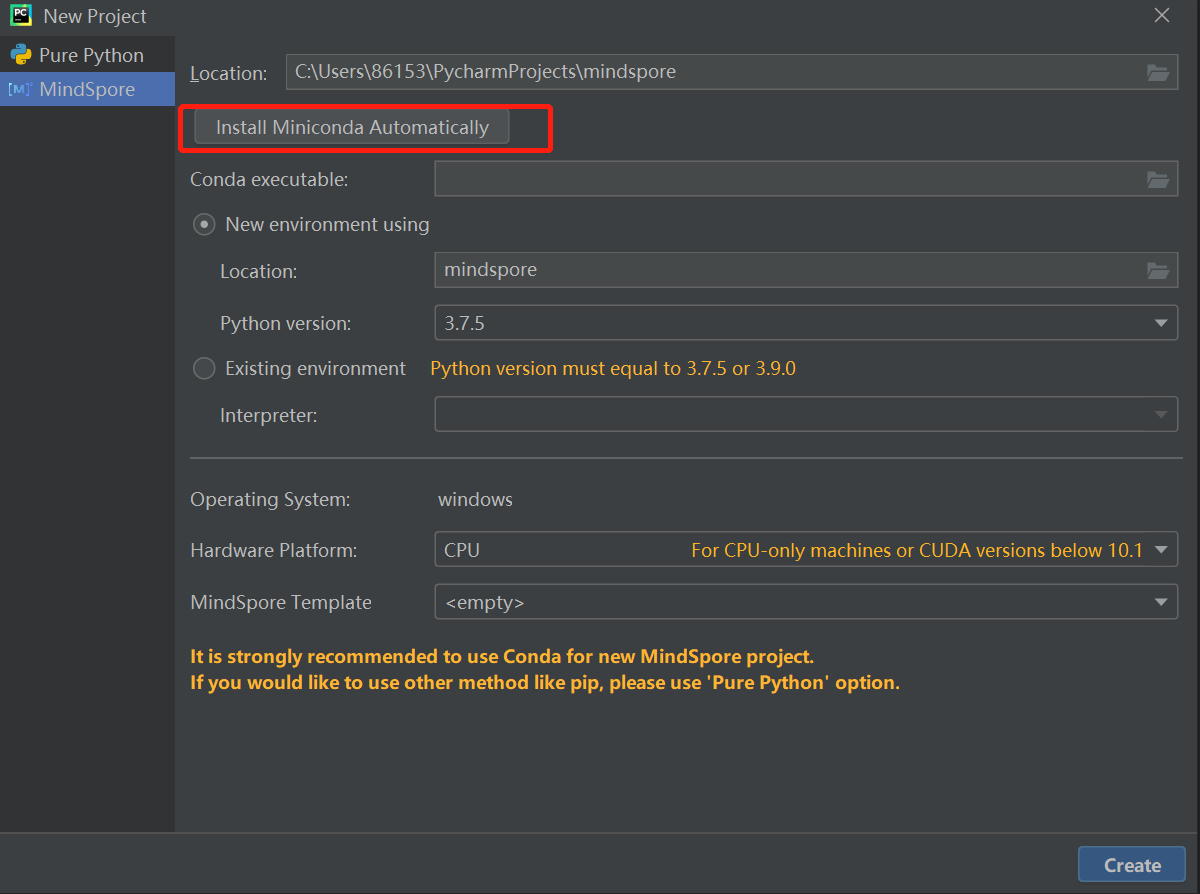 PC
New Project
Pure Python
[M]
MindSpore
Location:
C:\Users\86153\PycharmProjects\mindspore
Install Miniconda Automatically
Conda executable:
New environment using
Location:
mindspore
Python version:
3.7.5
Existing environment
Python version must equal to 3.7.5 or 3.9.0
Interpreter:
Operating System:
windows
Hardware Platform:
CPU
For CPU-only machines or CUDA versions below 10.1
MindSpore Template
<empty>
It is strongly recommended to use Conda for new MindSpore project.
If you would like to use other method like pip, please use 'Pure Python' option.
Create